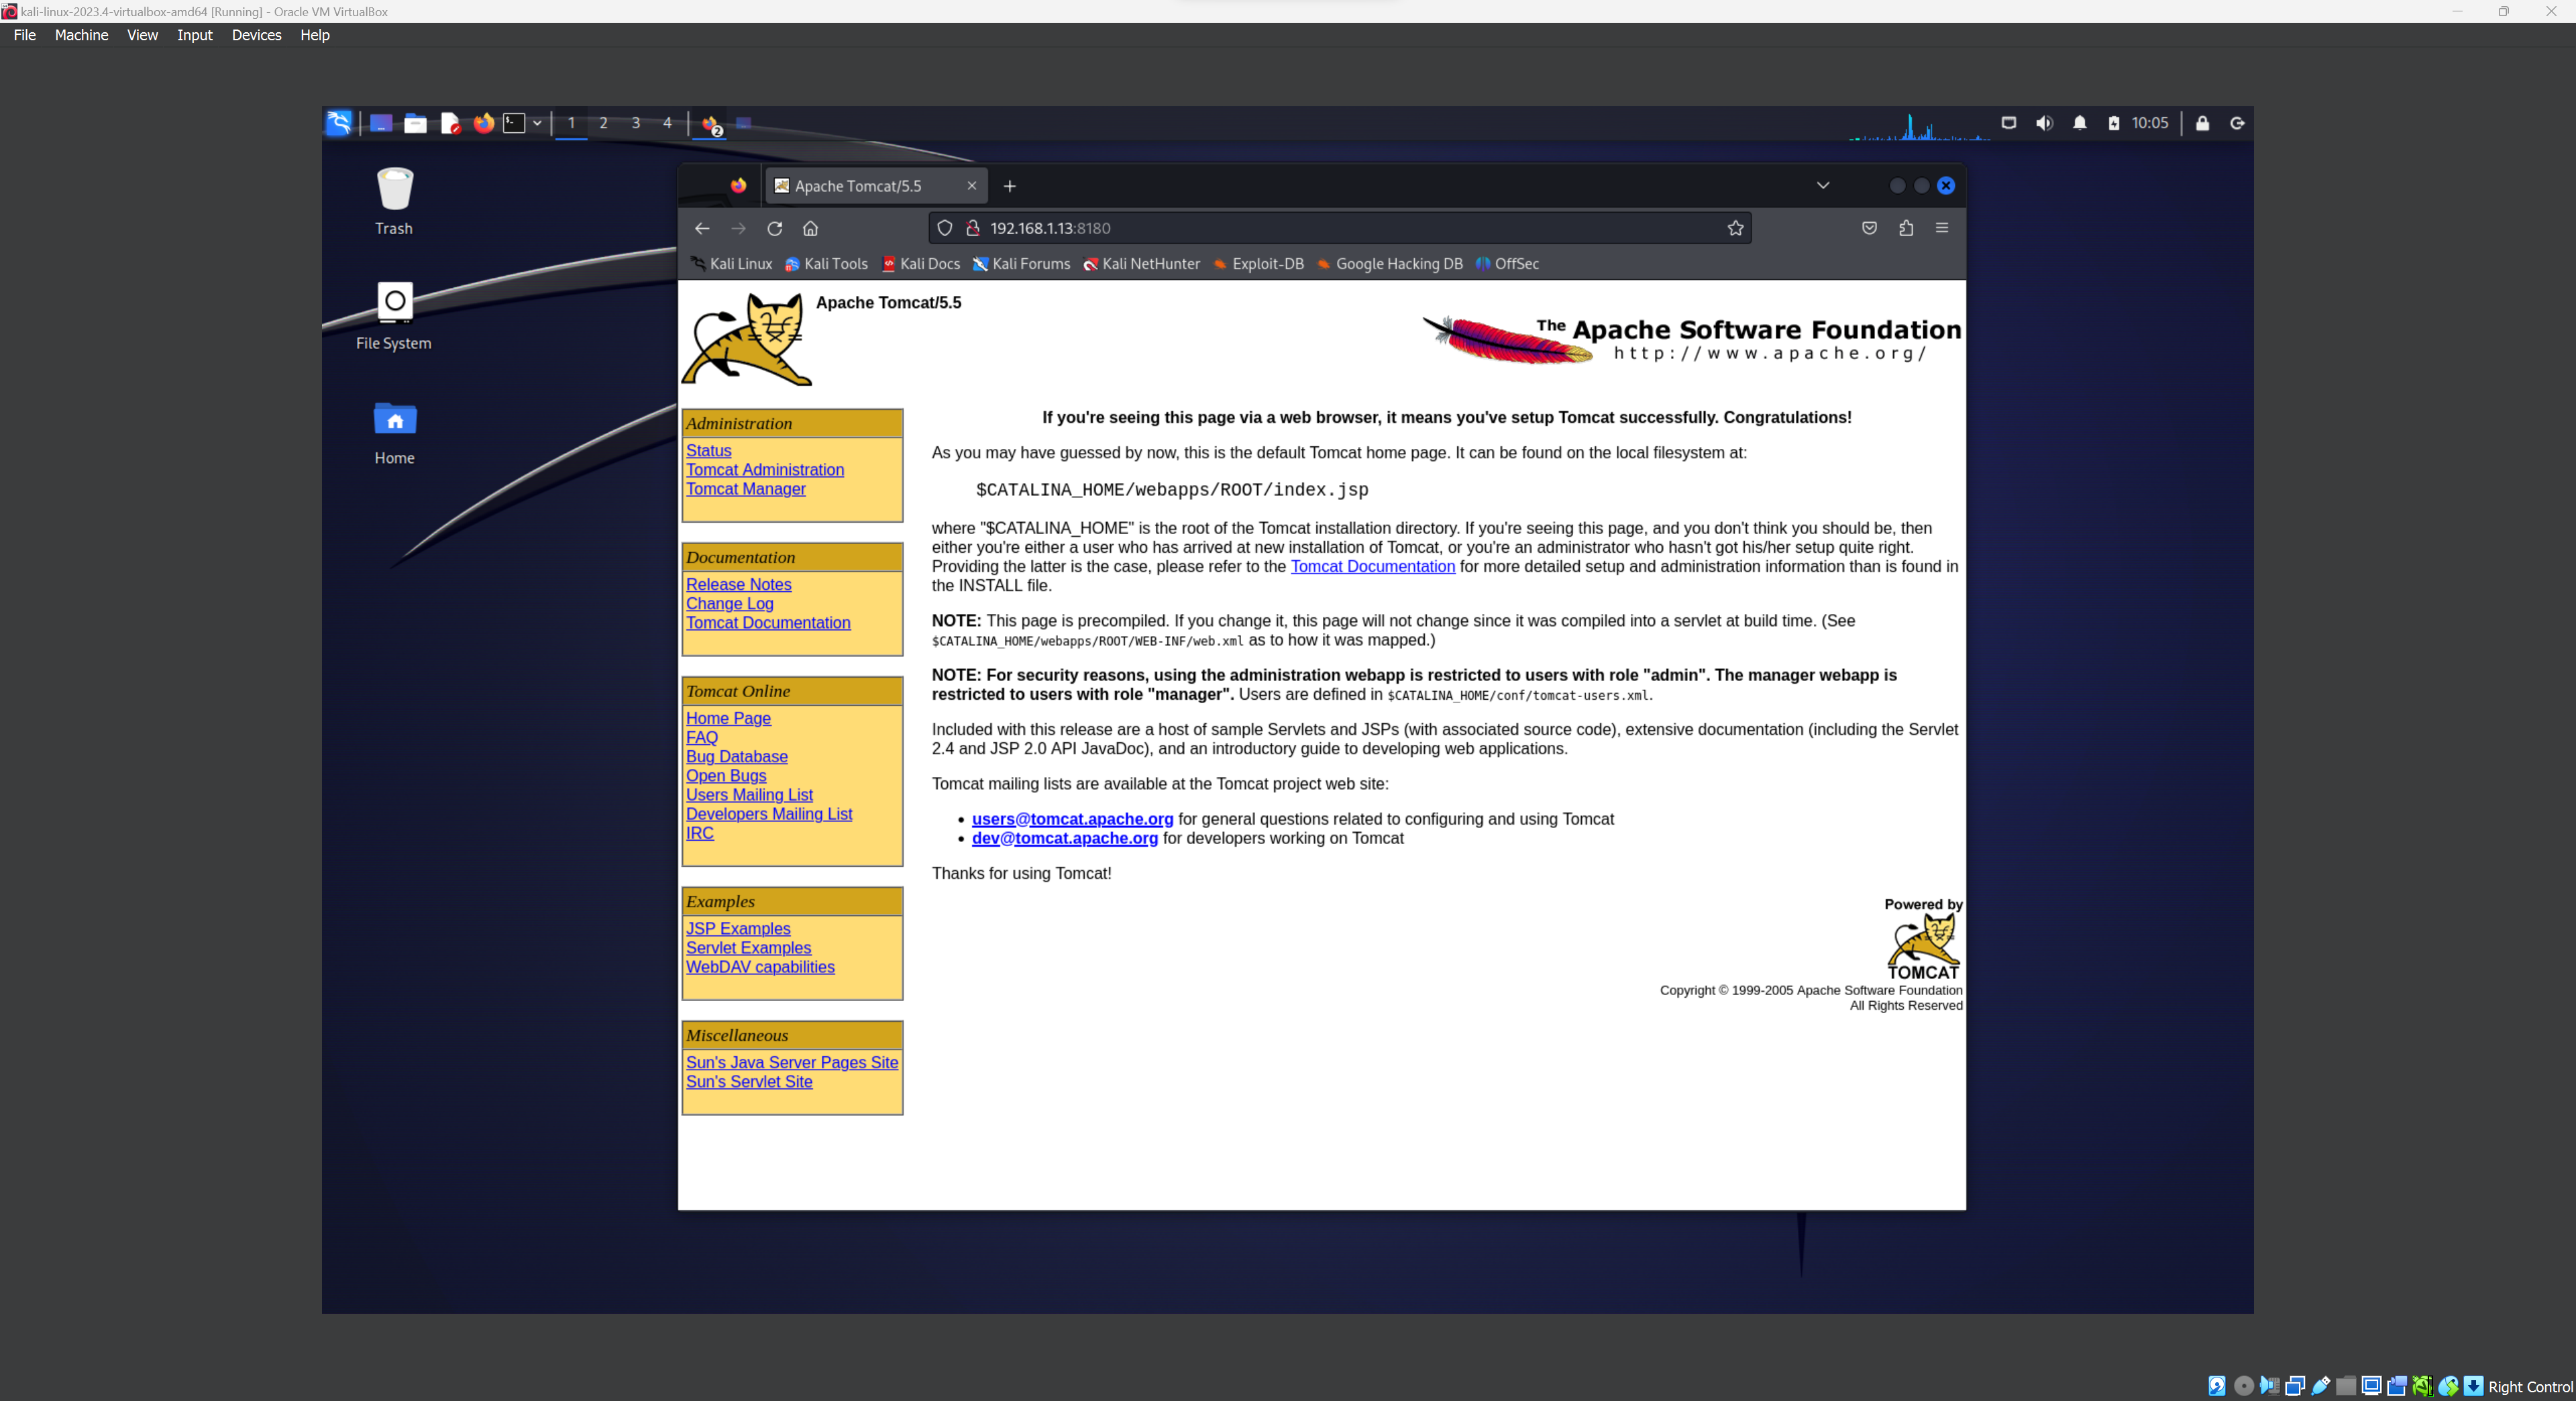 kali-linux-2023.4-virtualbox-amd64 [Running] - Oracle VM VirtualBox
File Machine View Input Devices Help
1 2 3 4 2 10:05
Trash
File System
Home
Apache Tomcat/5.5
192.168.1.13:8180
Kali Linux Kali Tools Kali Docs Kali Forums Kali NetHunter Exploit-DB Google Hacking DB OffSec
Apache Tomcat/5.5
The Apache Software Foundation
http://www.apache.org/
Administration
Status
Tomcat Administration
Tomcat Manager
Documentation
Release Notes
Change Log
Tomcat Documentation
Tomcat Online
Home Page
FAQ
Bug Database
Open Bugs
Users Mailing List
Developers Mailing List
IRC
Examples
JSP Examples
Servlet Examples
WebDAV capabilities
Miscellaneous
Sun's Java Server Pages Site
Sun's Servlet Site
If you're seeing this page via a web browser, it means you've setup Tomcat successfully. Congratulations!
As you may have guessed by now, this is the default Tomcat home page. It can be found on the local filesystem at:
$CATALINA_HOME/webapps/ROOT/index.jsp
where "$CATALINA_HOME" is the root of the Tomcat installation directory. If you're seeing this page, and you don't think you should be, then
either you're either a user who has arrived at new installation of Tomcat, or you're an administrator who hasn't got his/her setup quite right.
Providing the latter is the case, please refer to the Tomcat Documentation for more detailed setup and administration information than is found in
the INSTALL file.
NOTE: This page is precompiled. If you change it, this page will not change since it was compiled into a servlet at build time. (See
$CATALINA_HOME/webapps/ROOT/WEB-INF/web.xml as to how it was mapped.)
NOTE: For security reasons, using the administration webapp is restricted to users with role "admin". The manager webapp is
restricted to users with role "manager". Users are defined in $CATALINA_HOME/conf/tomcat-users.xml.
Included with this release are a host of sample Servlets and JSPs (with associated source code), extensive documentation (including the Servlet
2.4 and JSP 2.0 API JavaDoc), and an introductory guide to developing web applications.
Tomcat mailing lists are available at the Tomcat project web site:
• users@tomcat.apache.org for general questions related to configuring and using Tomcat
• dev@tomcat.apache.org for developers working on Tomcat
Thanks for using Tomcat!
Powered by
TOMCAT
Copyright © 1999-2005 Apache Software Foundation
All Rights Reserved
Right Control